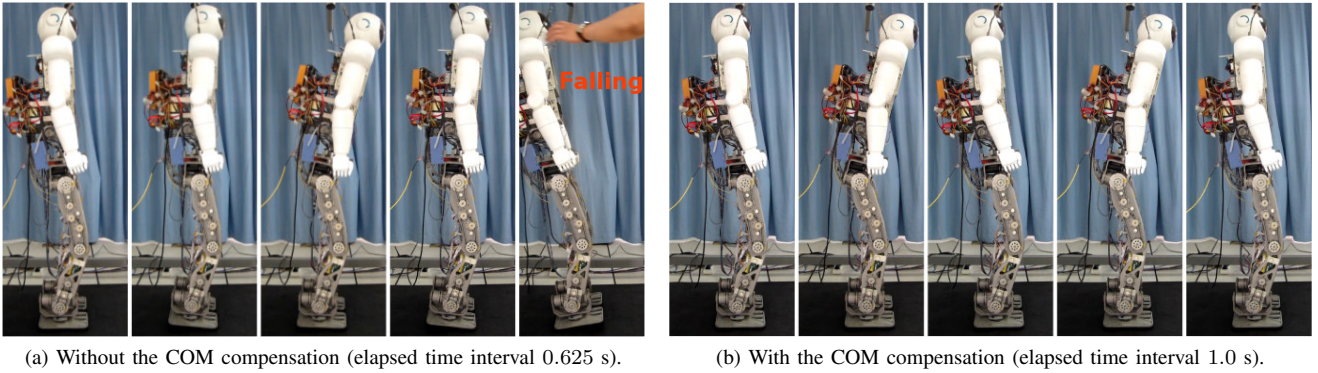 Falling
(a) Without the COM compensation (elapsed time interval 0.625 s).
(b) With the COM compensation (elapsed time interval 1.0 s).